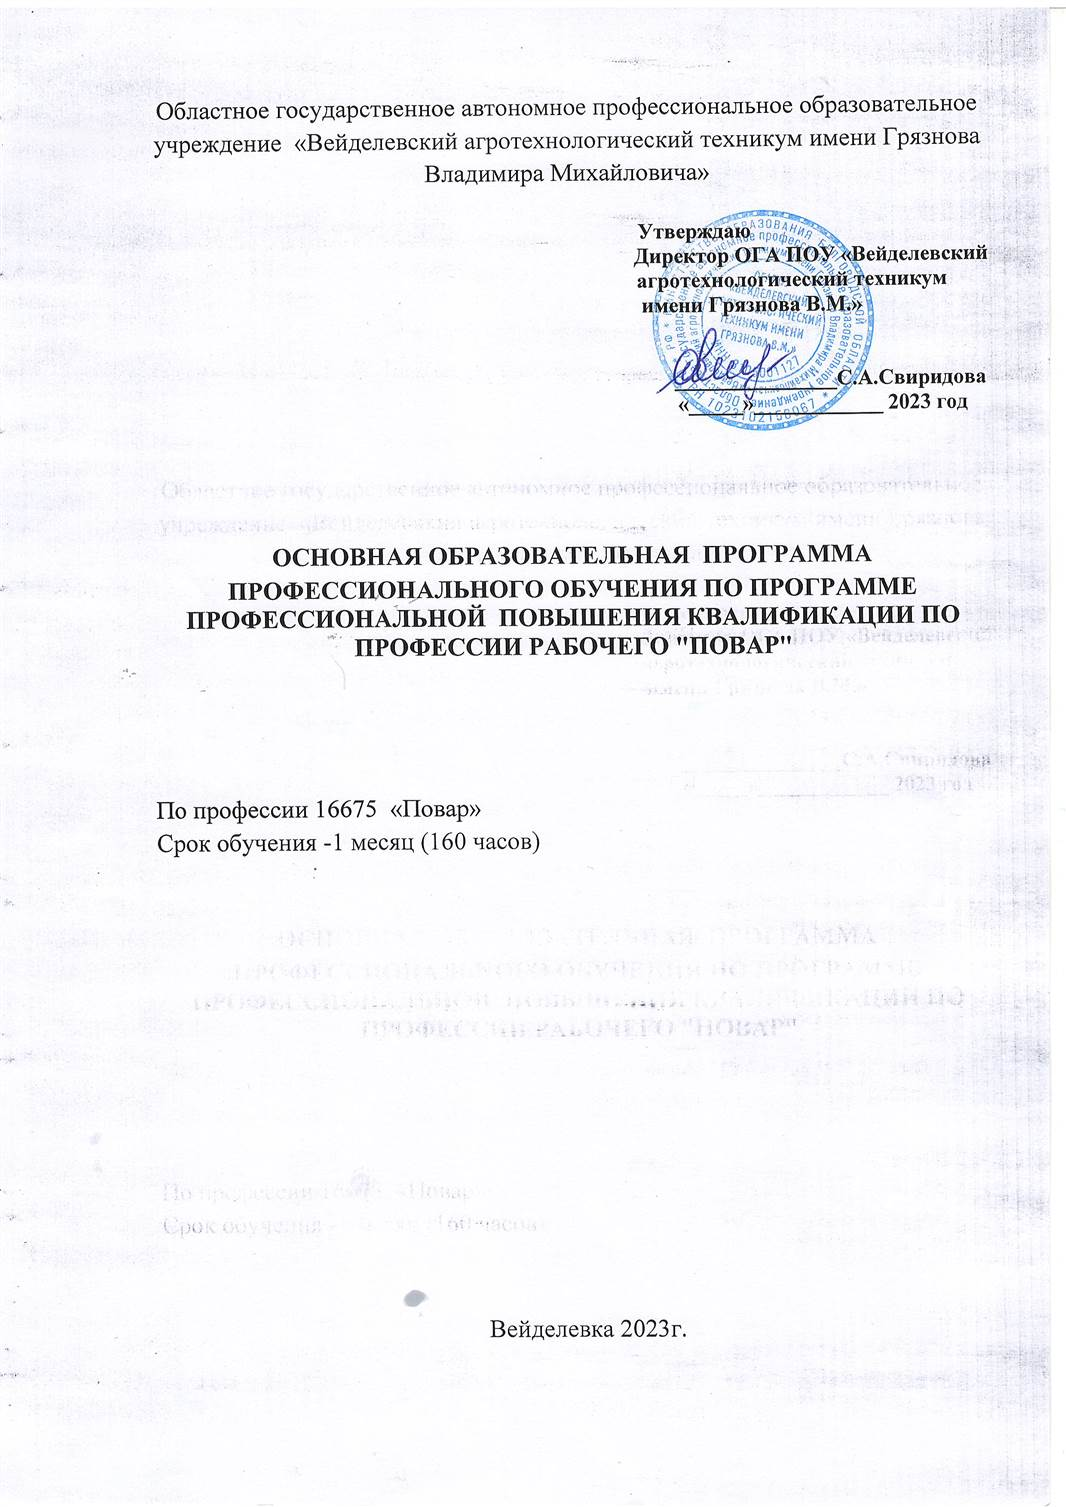 Областное государственное автономное профессиональное образовательное
учреждение «Вейделевский агротехнологический техникум имени Грязнова
Владимира Михайловича»
Утверждаю
Директор ОГА ПОУ «Вейделевский
агротехнологический техникум
имени Грязнова В.М.»
С.А.Свиридова
«_____»____________ 2023 год
ОСНОВНАЯ ОБРАЗОВАТЕЛЬНАЯ ПРОГРАММА
ПРОФЕССИОНАЛЬНОГО ОБУЧЕНИЯ ПО ПРОГРАММЕ
ПРОФЕССИОНАЛЬНОЙ ПОВЫШЕНИЯ КВАЛИФИКАЦИИ ПО
ПРОФЕССИИ РАБОЧЕГО "ПОВАР"
По профессии 16675 «Повар»
Срок обучения -1 месяц (160 часов)
Вейделевка 2023г.